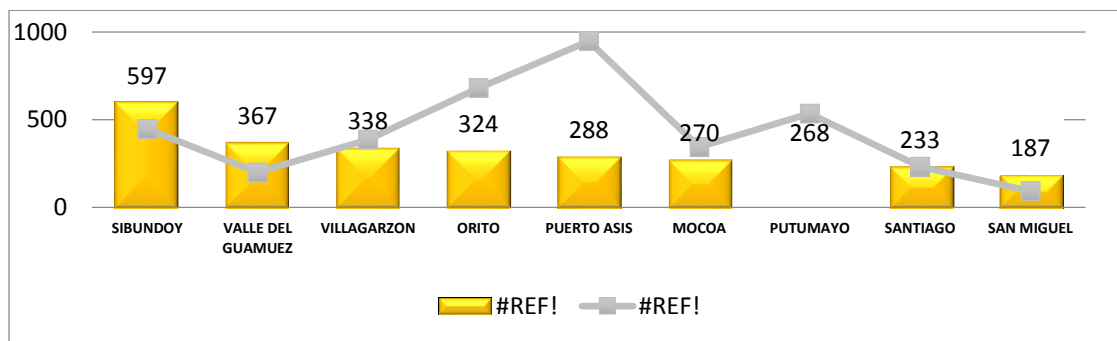 1000
597
367
338
324
288
270
268
233
187
500
0
SIBUNDOY
VALLE DEL
GUAMUEZ
VILLAGARZON
ORITO
PUERTO ASIS
MOCOA
PUTUMAYO
SANTIAGO
SAN MIGUEL
#REF!
#REF!